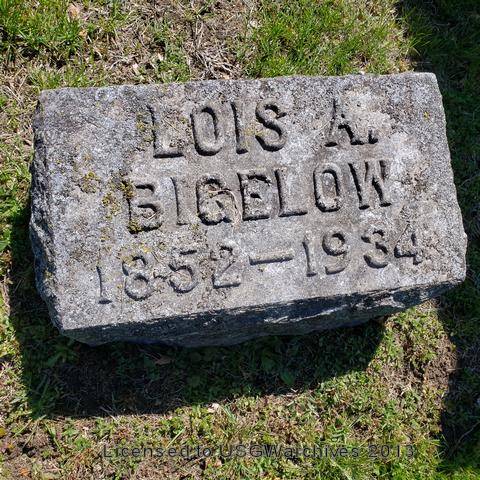 LOIS A.
BIGELOW
1852—1934
Licensed to USGWarchives 2013